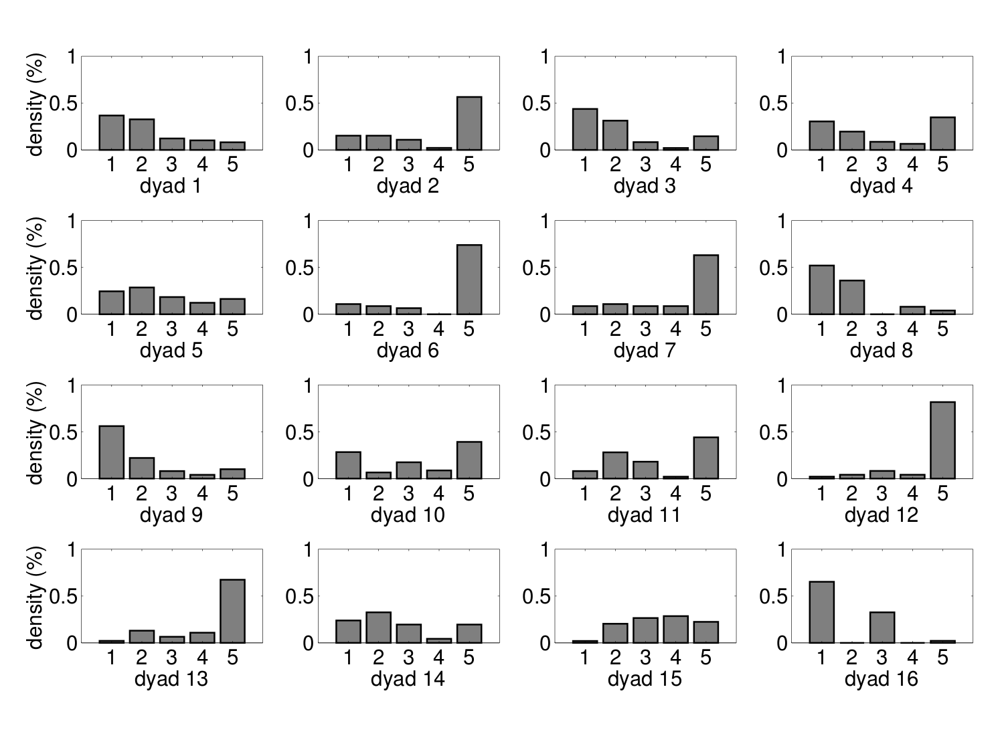 density (%)
1
0.5
0
1 2 3 4 5
dyad 1
1
0.5
0
1 2 3 4 5
dyad 2
1
0.5
0
1 2 3 4 5
dyad 3
1
0.5
0
1 2 3 4 5
dyad 4
density (%)
1
0.5
0
1 2 3 4 5
dyad 5
1
0.5
0
1 2 3 4 5
dyad 6
1
0.5
0
1 2 3 4 5
dyad 7
1
0.5
0
1 2 3 4 5
dyad 8
density (%)
1
0.5
0
1 2 3 4 5
dyad 9
1
0.5
0
1 2 3 4 5
dyad 10
1
0.5
0
1 2 3 4 5
dyad 11
1
0.5
0
1 2 3 4 5
dyad 12
density (%)
1
0.5
0
1 2 3 4 5
dyad 13
1
0.5
0
1 2 3 4 5
dyad 14
1
0.5
0
1 2 3 4 5
dyad 15
1
0.5
0
1 2 3 4 5
dyad 16